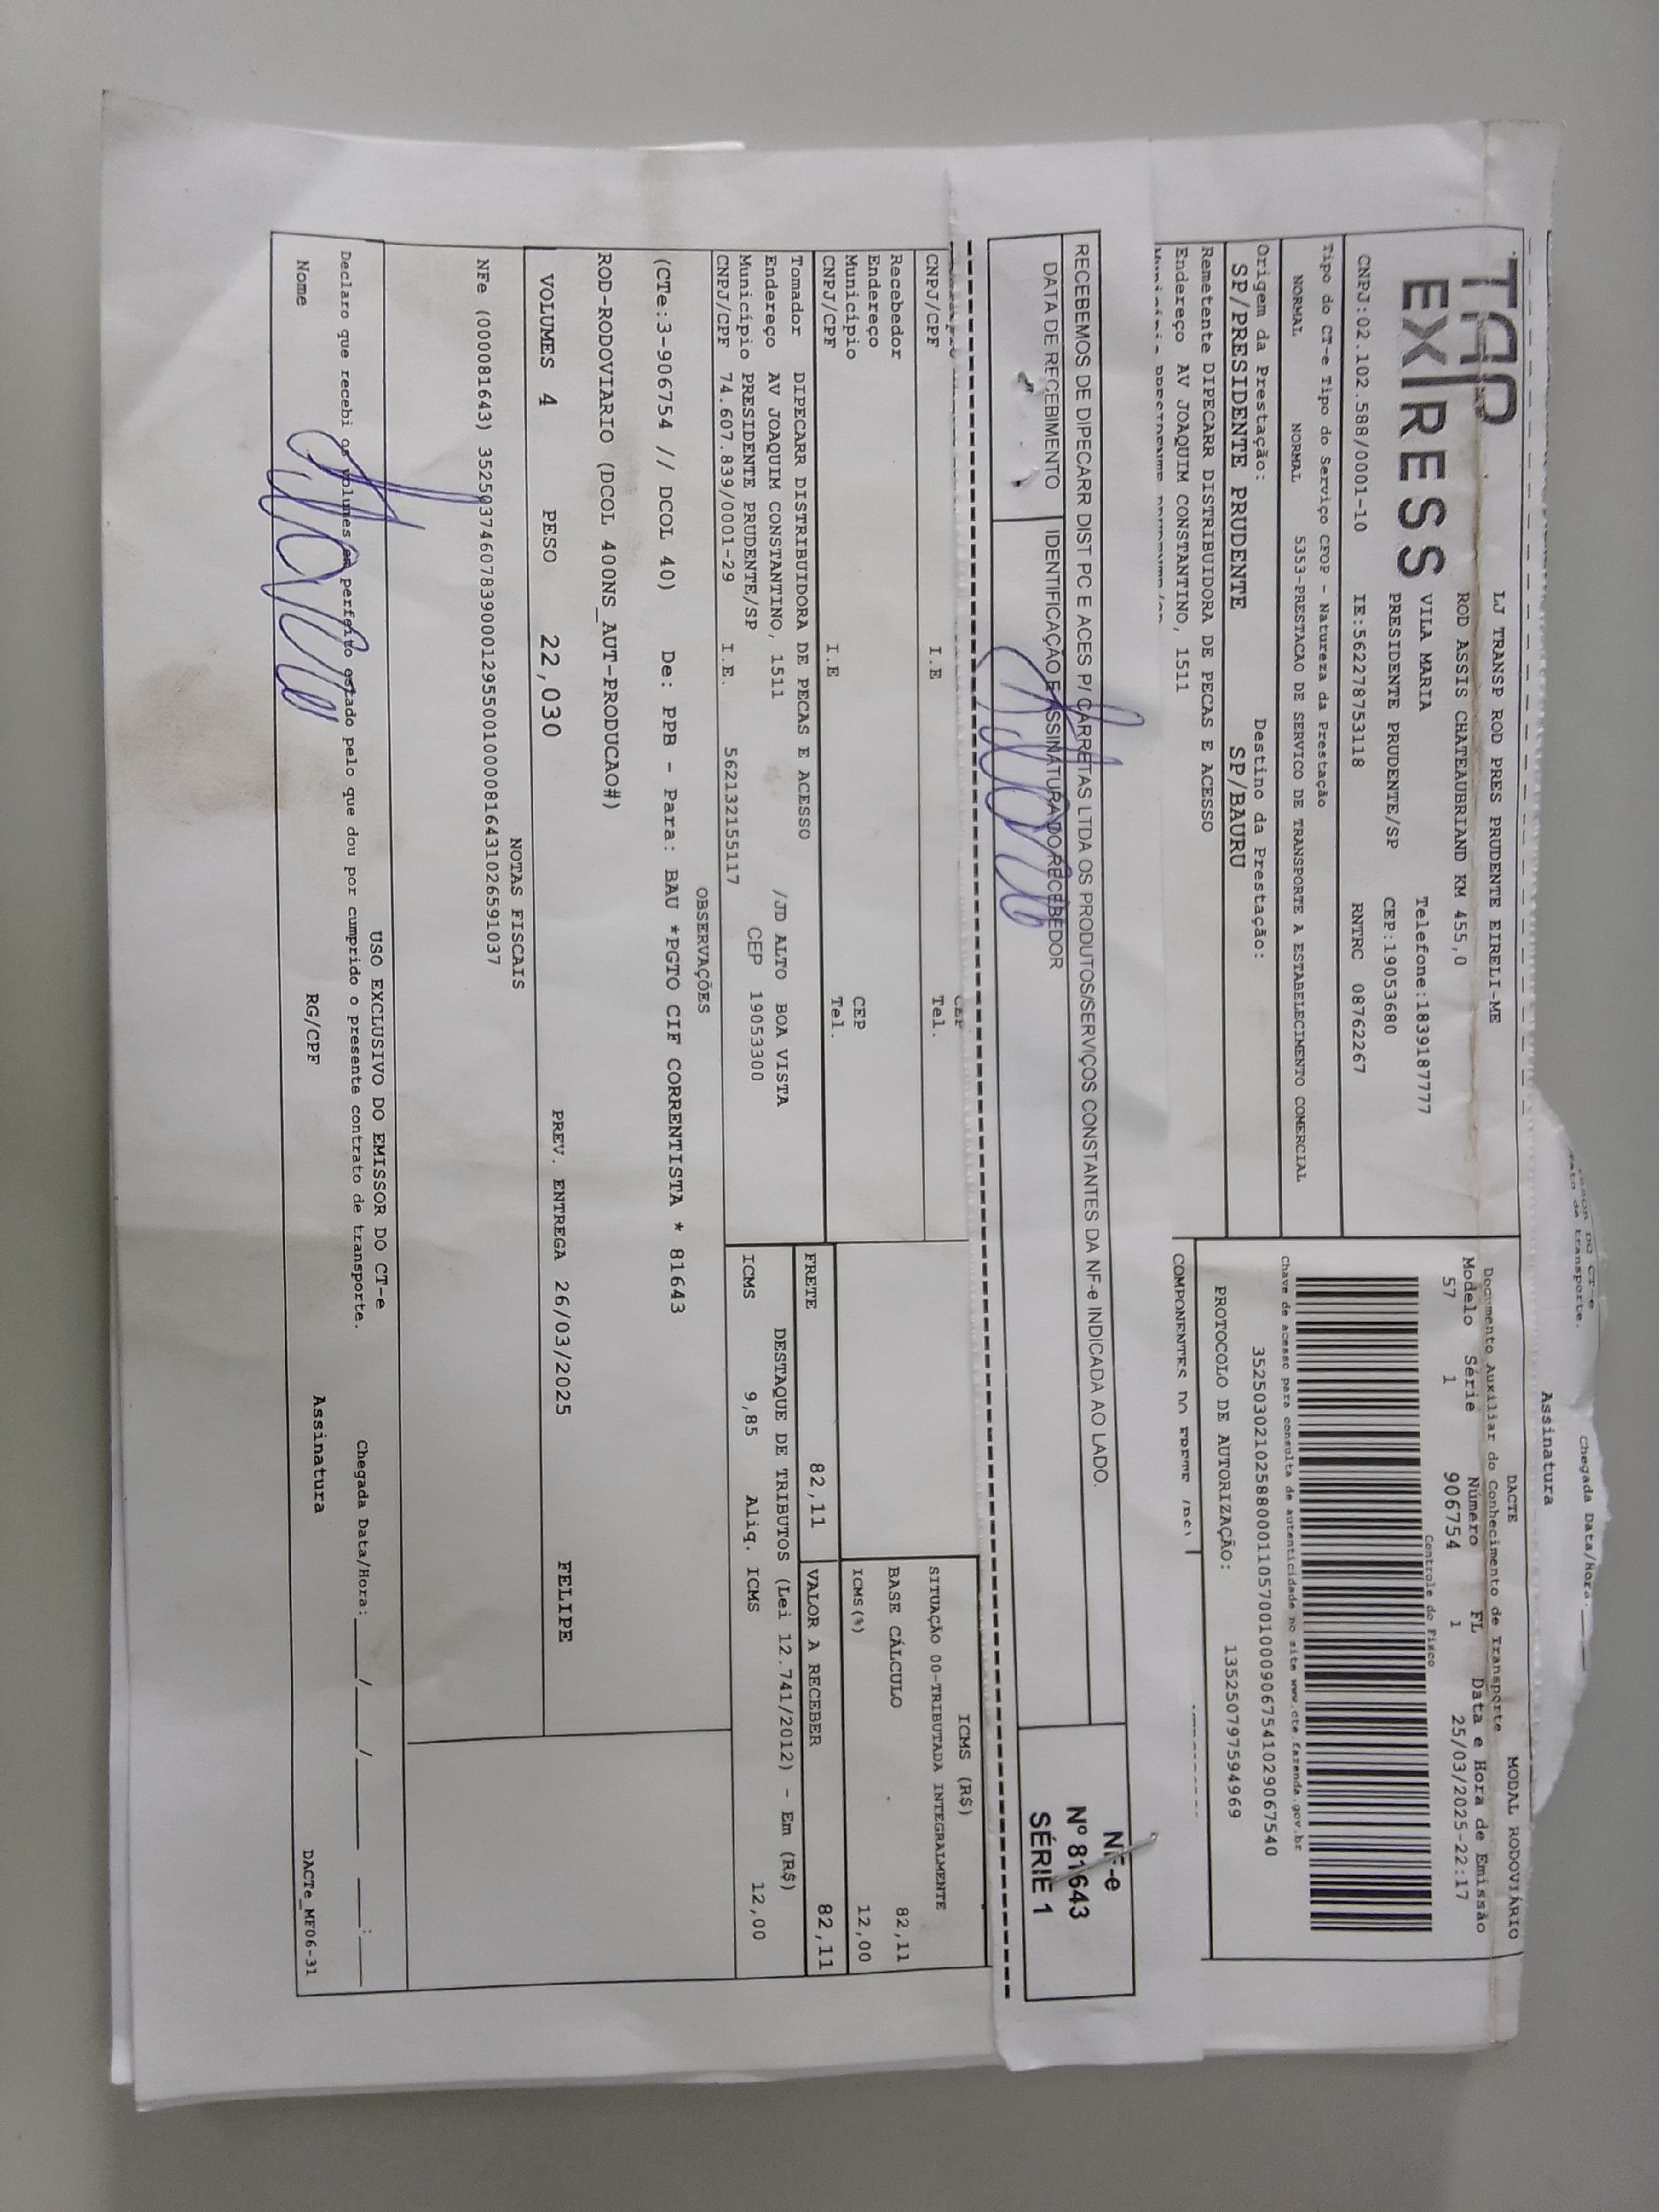 Chegada Data/Hora:
Assinatura
TAP
EXPRESS
LJ TRANSP ROD PRES PRUDENTE EIRELI-ME
ROD ASSIS CHATEAUBRIAND KM 455,0
VILA MARIA Telefone:1839187777
PRESIDENTE PRUDENTE/SP CEP:19053680
CNPJ:02.102.588/0001-10 IE:562278753118 RNTRC 08762267
DACTE MODAL RODOVIÁRIO
Documento Auxiliar do Conhecimento de Transporte
Modelo Série Número FL Data e Hora de Emissão
57 1 906754 1 25/03/2025-22:17
Controle do Fisco
Tipo do CT-e Tipo do Serviço CFOP - Natureza da Prestação
NORMAL NORMAL 5353-PRESTACAO DE SERVICO DE TRANSPORTE A ESTABELECIMENTO COMERCIAL
Chave de acesso para consulta de autenticidade no site www.cte.fazenda.gov.br
35250302102588000110570010009067541029067540
Origem da Prestação: Destino da Prestação:
SP/PRESIDENTE PRUDENTE SP/BAURU
PROTOCOLO DE AUTORIZAÇÃO: 135250797594969
Remetente DIPECARR DISTRIBUIDORA DE PECAS E ACESSO
Endereço AV JOAQUIM CONSTANTINO, 1511
COMPONENTES DO FRETE (R$)
RECEBEMOS DE DIPECARR DIST PC E ACES P/ CARRETAS LTDA OS PRODUTOS/SERVIÇOS CONSTANTES DA NF-e INDICADA AO LADO.
DATA DE RECEBIMENTO IDENTIFICAÇÃO E ASSINATURA DO RECEBEDOR
NF-e
Nº 81643
SÉRIE 1
CEP
CNPJ/CPF I.E Tel.
Recebedor
Endereço
Município CEP
CNPJ/CPF I.E Tel.
ICMS (R$)
SITUAÇÃO 00-TRIBUTADA INTEGRALMENTE
BASE CÁLCULO 82,11
ICMS(%) 12,00
Tomador DIPECARR DISTRIBUIDORA DE PECAS E ACESSO
Endereço AV JOAQUIM CONSTANTINO, 1511 /JD ALTO BOA VISTA
Município PRESIDENTE PRUDENTE/SP CEP 19053300
CNPJ/CPF 74.607.839/0001-29 I.E. 562132155117
FRETE 82,11 VALOR A RECEBER 82,11
DESTAQUE DE TRIBUTOS (Lei 12.741/2012) - Em (R$)
ICMS 9,85 Aliq. ICMS 12,00
OBSERVAÇÕES
(CTe:3-906754 // DCOL 40) De: PPB - Para: BAU *PGTO CIF CORRENTISTA * 81643
ROD-RODOVIARIO (DCOL 400NS_AUT-PRODUCAO#)
VOLUMES 4 PESO 22,030 PREV. ENTREGA 26/03/2025 FELIPE
NOTAS FISCAIS
NFe (000081643) 35250374607839000129550010000816431026591037
USO EXCLUSIVO DO EMISSOR DO CT-e
Declaro que recebi os volumes em perfeito estado pelo que dou por cumprido o presente contrato de transporte. Chegada Data/Hora:____/____/______ ____:____
Nome RG/CPF Assinatura DACTe_MF06-31